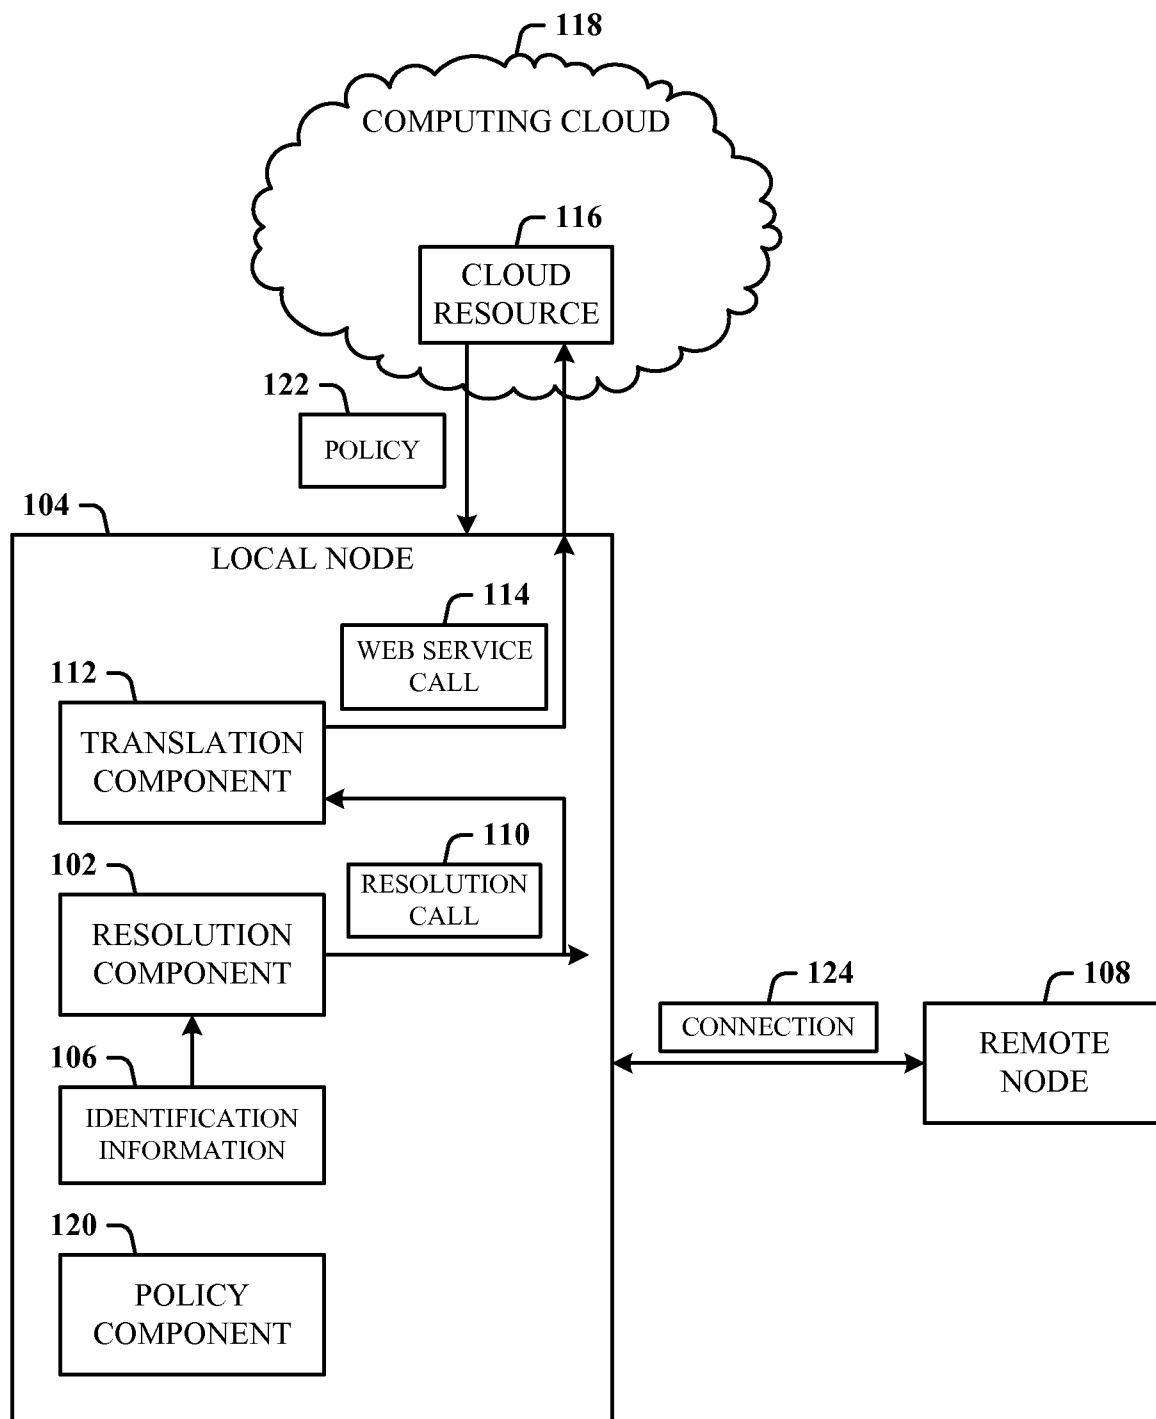 118
COMPUTING CLOUD
116
CLOUD
RESOURCE
122
POLICY
104
LOCAL NODE
114
WEB SERVICE
CALL
112
TRANSLATION
COMPONENT
110
RESOLUTION
CALL
102
RESOLUTION
COMPONENT
124
CONNECTION
108
REMOTE
NODE
106
IDENTIFICATION
INFORMATION
120
POLICY
COMPONENT